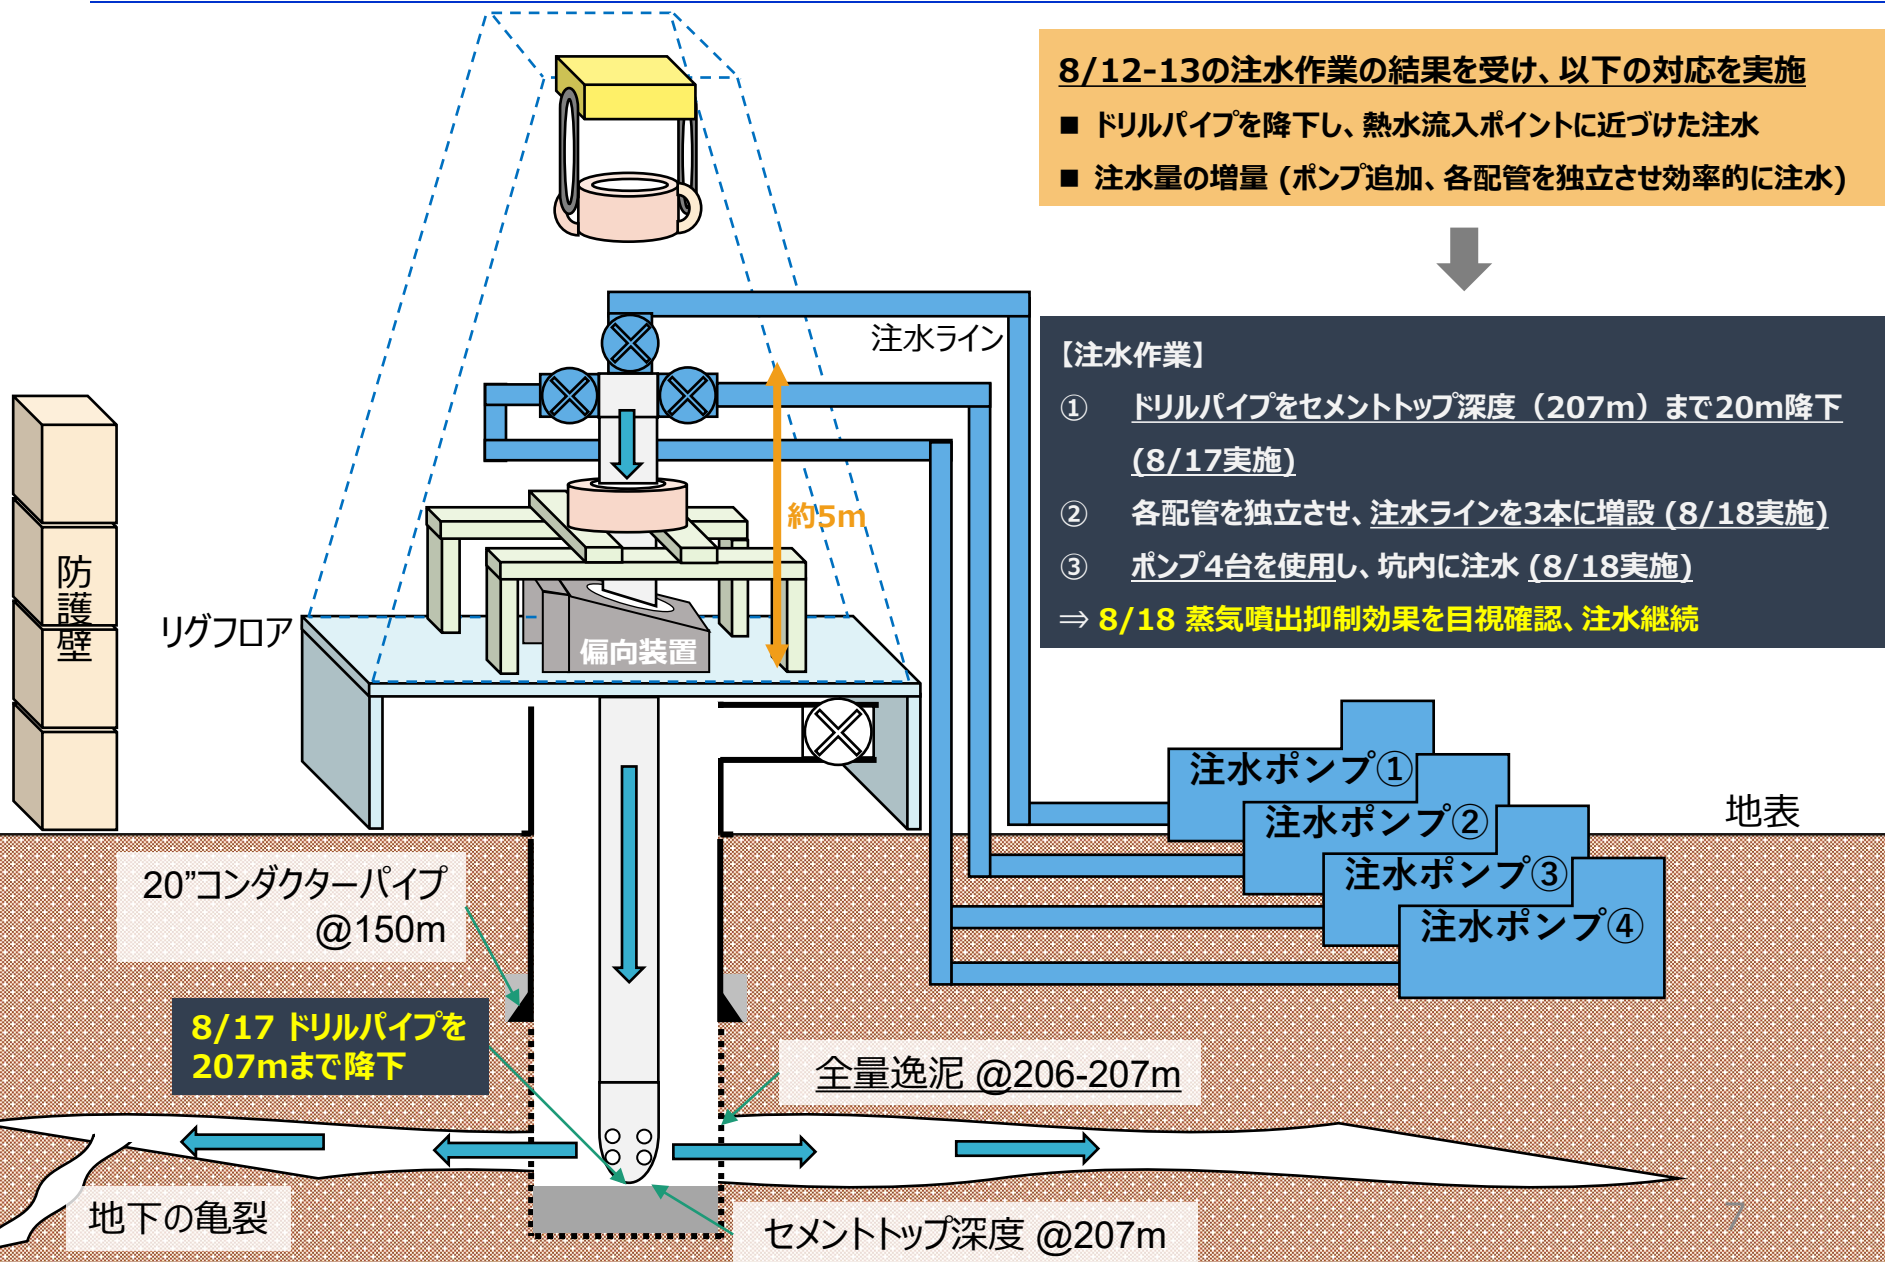 8/12-13の注水作業の結果を受け、以下の対応を実施
■ ドリルパイプを降下し、熱水流入ポイントに近づけた注水
■ 注水量の増量 (ポンプ追加、各配管を独立させ効率的に注水)
注水ライン
【注水作業】
① ドリルパイプをセメントトップ深度（207m）まで20m降下
(8/17実施)
② 各配管を独立させ、注水ラインを3本に増設 (8/18実施)
③ ポンプ4台を使用し、坑内に注水 (8/18実施)
⇒ 8/18 蒸気噴出抑制効果を目視確認、注水継続
約5m
防護壁
リグフロア
偏向装置
注水ポンプ①
注水ポンプ②
注水ポンプ③
注水ポンプ④
地表
20”コンダクターパイプ
@150m
8/17 ドリルパイプを
207mまで降下
全量逸泥 @206-207m
地下の亀裂
セメントトップ深度 @207m
7